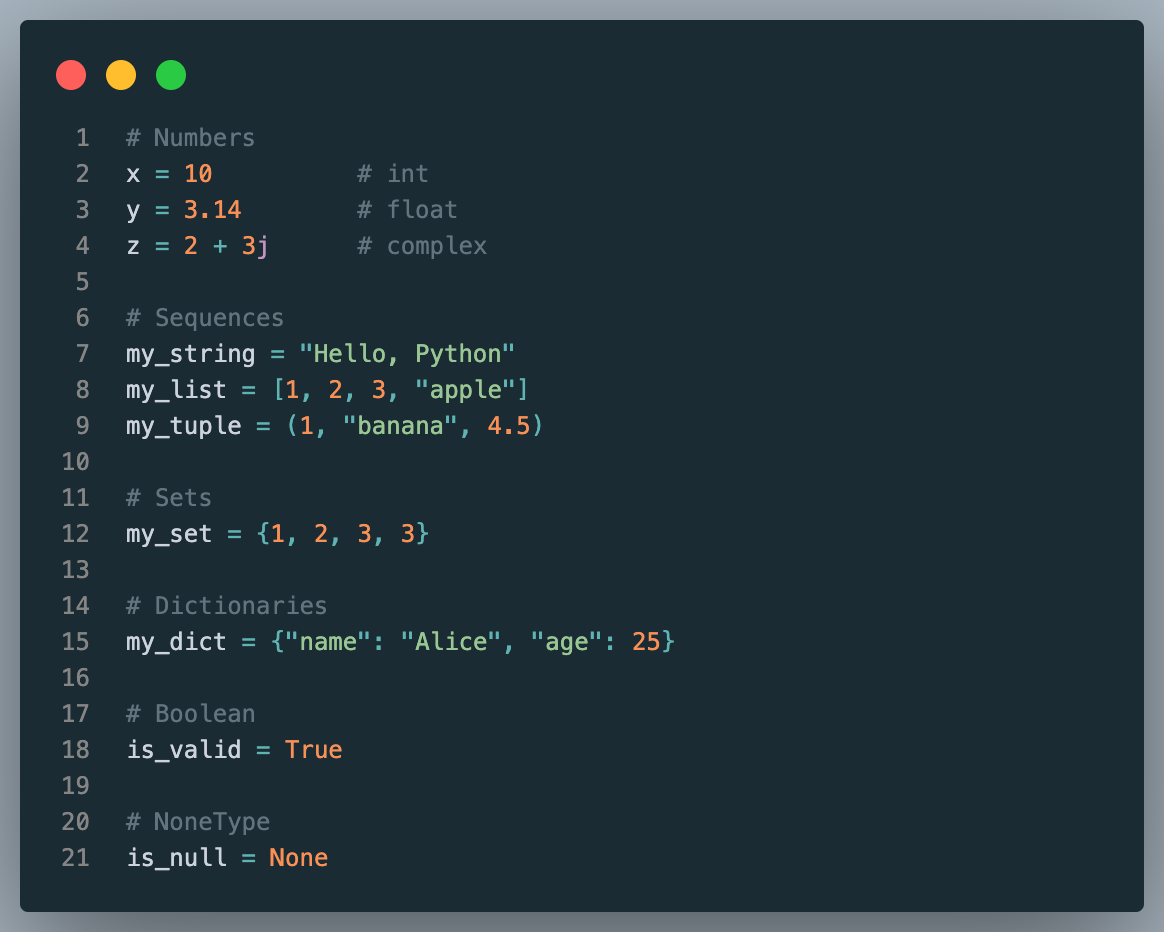 1 # Numbers
2 x = 10          # int
3 y = 3.14        # float
4 z = 2 + 3j      # complex
5
6 # Sequences
7 my_string = "Hello, Python"
8 my_list = [1, 2, 3, "apple"]
9 my_tuple = (1, "banana", 4.5)
10
11 # Sets
12 my_set = {1, 2, 3, 3}
13
14 # Dictionaries
15 my_dict = {"name": "Alice", "age": 25}
16
17 # Boolean
18 is_valid = True
19
20 # NoneType
21 is_null = None